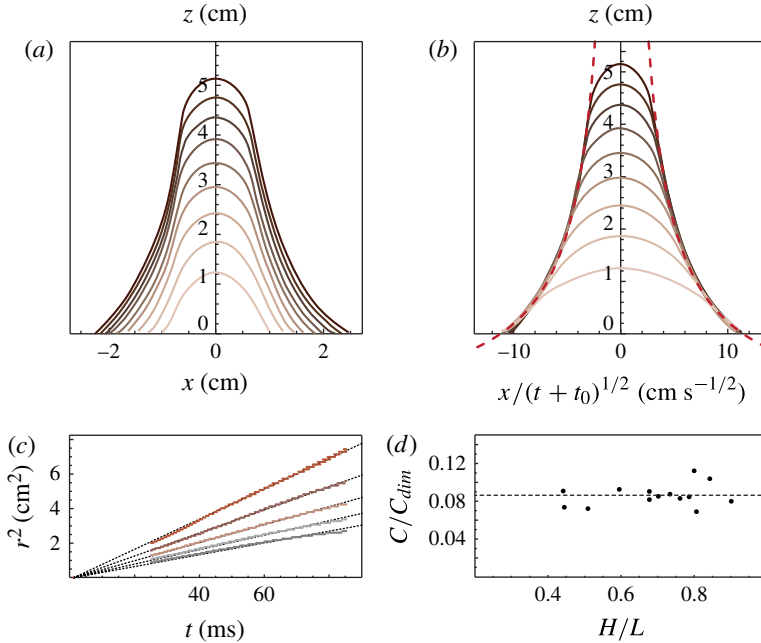 z (cm)
z (cm)
(a)
(b)
5
4
3
2
1
0
5
4
3
2
1
0
–2
0
2
–10
0
10
x (cm)
x/(t + t₀)^{1/2} (cm s^{−1/2})
(c)
(d)
6
4
2
0.12
0.08
0.04
r² (cm²)
C/C_{dim}
40
60
0.4
0.6
0.8
t (ms)
H/L